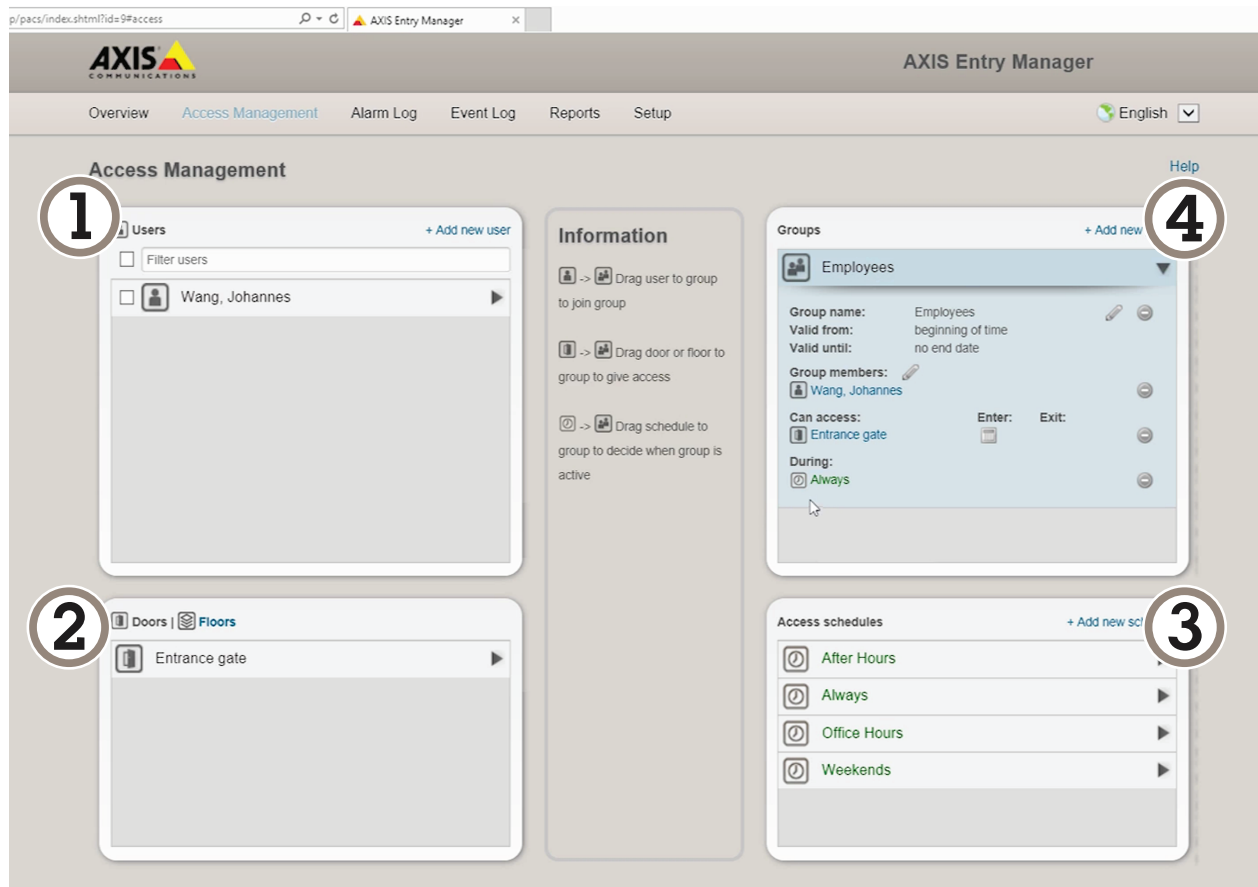 p/pacs/index.shtml?id=9#access
AXIS Entry Manager
AXIS
COMMUNICATIONS
AXIS Entry Manager
Overview Access Management Alarm Log Event Log Reports Setup
English
Access Management
Help
1
Users
+ Add new user
Filter users
Wang, Johannes
Information
-> Drag user to group
to join group
-> Drag door or floor to
group to give access
-> Drag schedule to
group to decide when group is
active
4
Groups
+ Add new
Employees
Group name: Employees
Valid from: beginning of time
Valid until: no end date
Group members:
Wang, Johannes
Can access: Enter: Exit:
Entrance gate
During:
Always
2
Doors | Floors
Entrance gate
3
Access schedules
+ Add new
After Hours
Always
Office Hours
Weekends